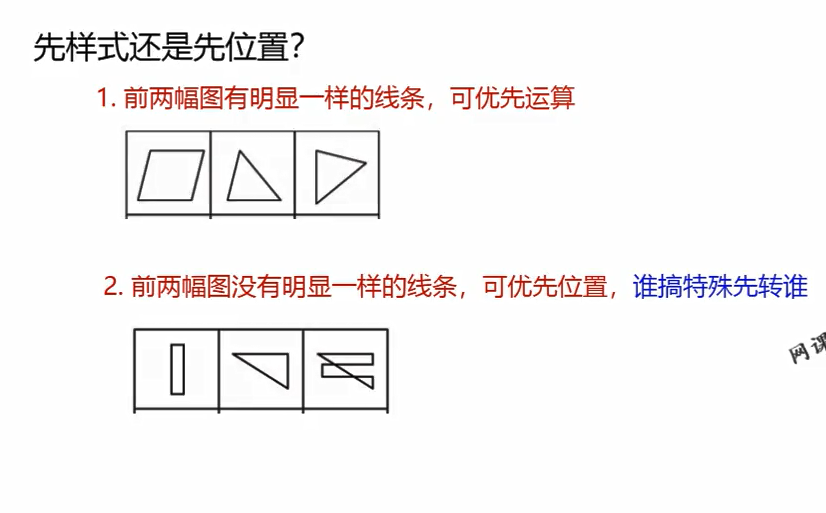 先样式还是先位置？
1. 前两幅图有明显一样的线条，可优先运算
2. 前两幅图没有明显一样的线条，可优先位置，谁搞特殊先转谁
网课